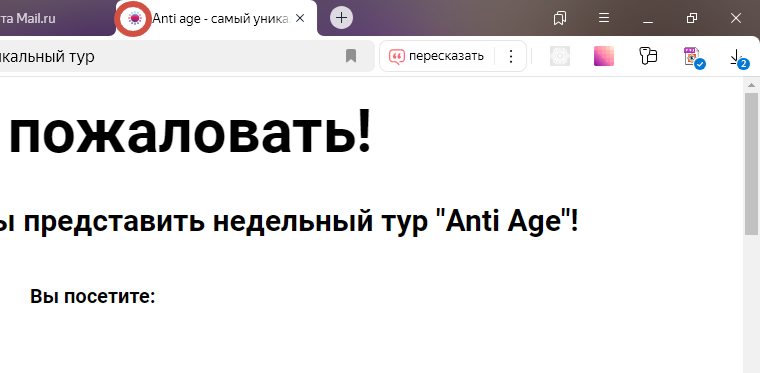 та Mail.ru
Anti age - самый уника
кальный тур
пересказать
2
пожаловать!
ы представить недельный тур "Anti Age"!
Вы посетите: